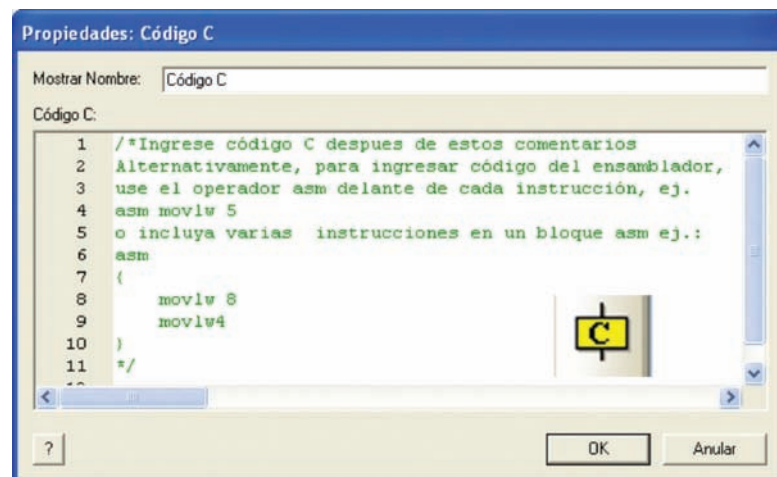 Propiedades: Código C
Mostrar Nombre: Código C
Código C:
1 /*Ingrese código C despues de estos comentarios
2 Alternativamente, para ingresar código del ensamblador,
3 use el operador asm delante de cada instrucción, ej.
4 asm movlw 5
5 o incluya varias instrucciones en un bloque asm ej.:
6 asm
7 {
8 movlw 8
9 movlw4
10 }
11 */
C
? OK Anular